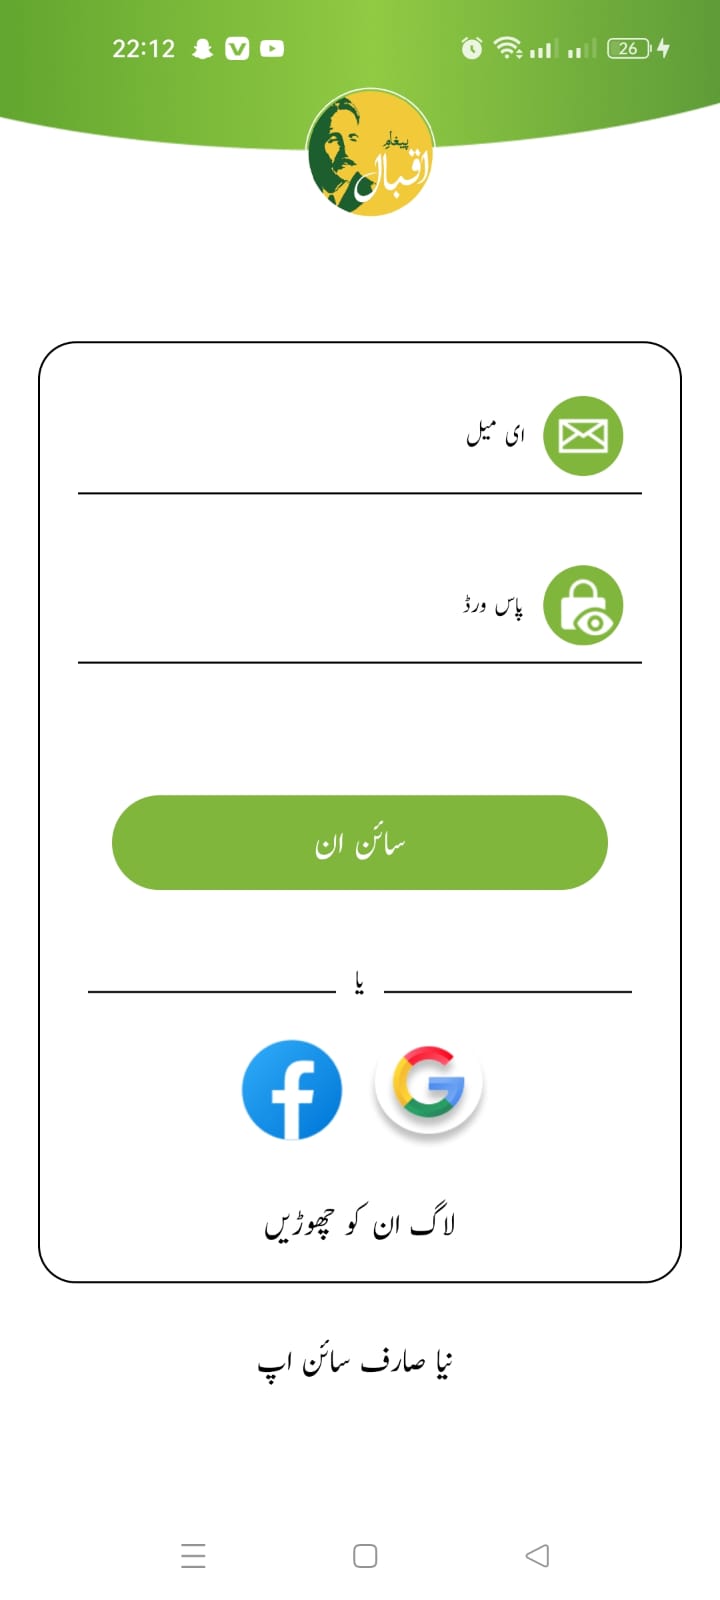 22:12
26
پیغامِ
اقبال
ای میل
پاس ورڈ
سائن ان
یا
لاگ ان کو چھوڑیں
نیا صارف سائن اپ